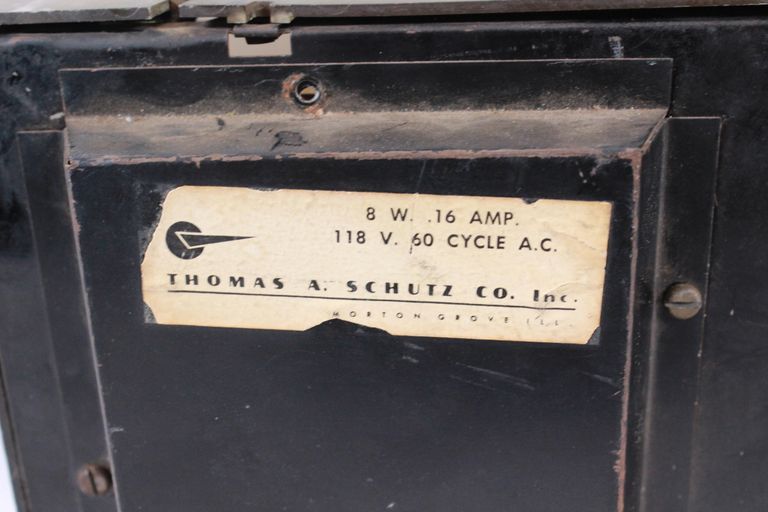 8 W. .16 AMP.
118 V. 60 CYCLE A.C.
THOMAS A. SCHUTZ CO. Inc.
MORTON GROVE ILL